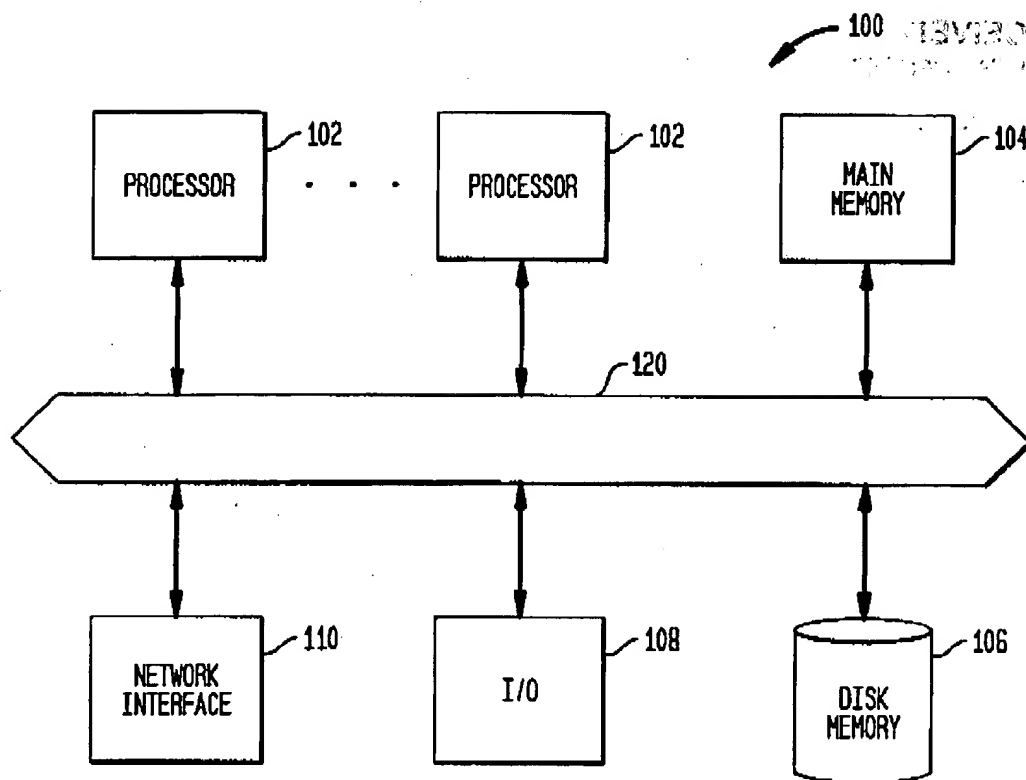 100
102
102
104
PROCESSOR
. . .
PROCESSOR
MAIN
MEMORY
120
110
108
106
NETWORK
INTERFACE
I/O
DISK
MEMORY